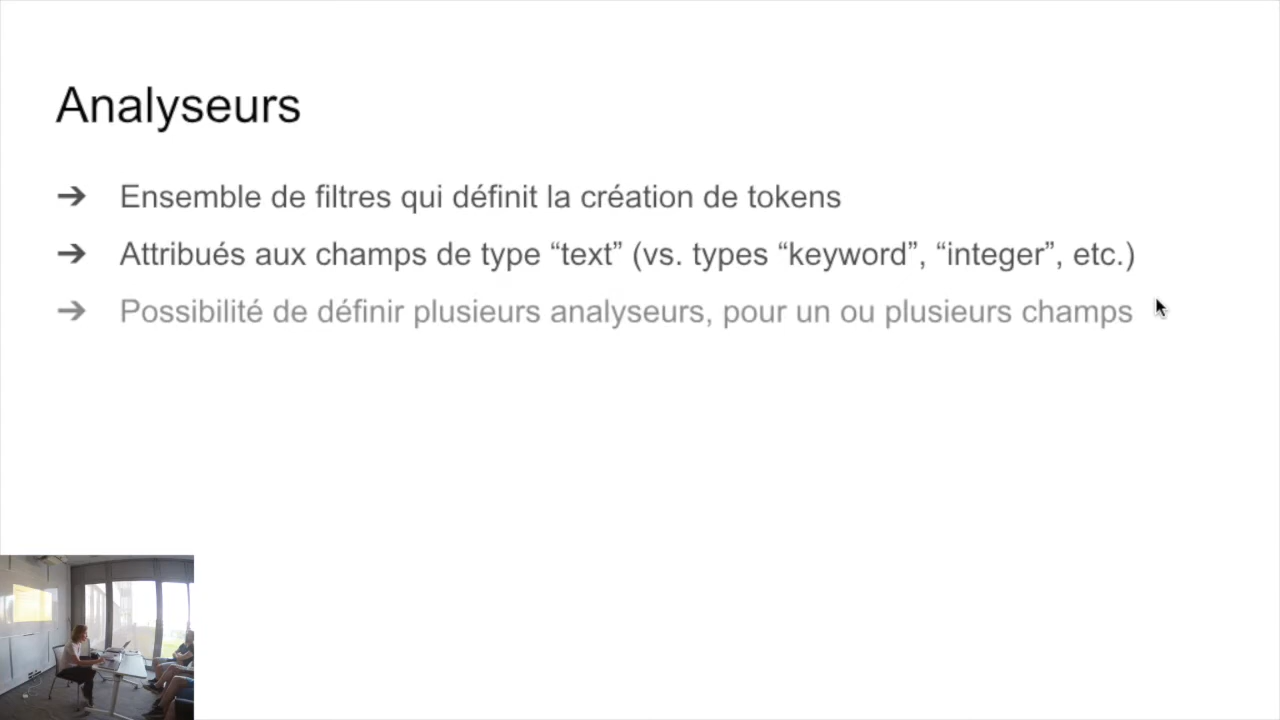 Analyseurs
➔ Ensemble de filtres qui définit la création de tokens
➔ Attribués aux champs de type “text” (vs. types “keyword”, “integer”, etc.)
➔ Possibilité de définir plusieurs analyseurs, pour un ou plusieurs champs